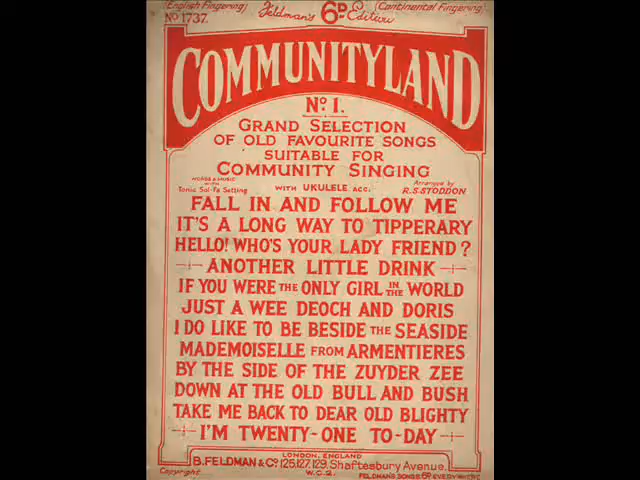 (English Fingering) Feldman's 6D Edition (Continental Fingering)
No 1737.
COMMUNITYLAND
No 1.
GRAND SELECTION
OF OLD FAVOURITE SONGS
SUITABLE FOR
COMMUNITY SINGING
WORDS & MUSIC
WITH
Tonic Sol-Fa Setting
WITH UKULELE ACC.
Arranged by
R.S. STODDON
FALL IN AND FOLLOW ME
IT'S A LONG WAY TO TIPPERARY
HELLO! WHO'S YOUR LADY FRIEND?
ANOTHER LITTLE DRINK
IF YOU WERE THE ONLY GIRL IN THE WORLD
JUST A WEE DEOCH AND DORIS
I DO LIKE TO BE BESIDE THE SEASIDE
MADEMOISELLE FROM ARMENTIERES
BY THE SIDE OF THE ZUYDER ZEE
DOWN AT THE OLD BULL AND BUSH
TAKE ME BACK TO DEAR OLD BLIGHTY
I'M TWENTY-ONE TO-DAY
LONDON, ENGLAND
B. FELDMAN & Co. 125, 127, 129, Shaftesbury Avenue,
W.C.2.
Copyright
FELDMAN'S SONGS 6D EVERYWHERE